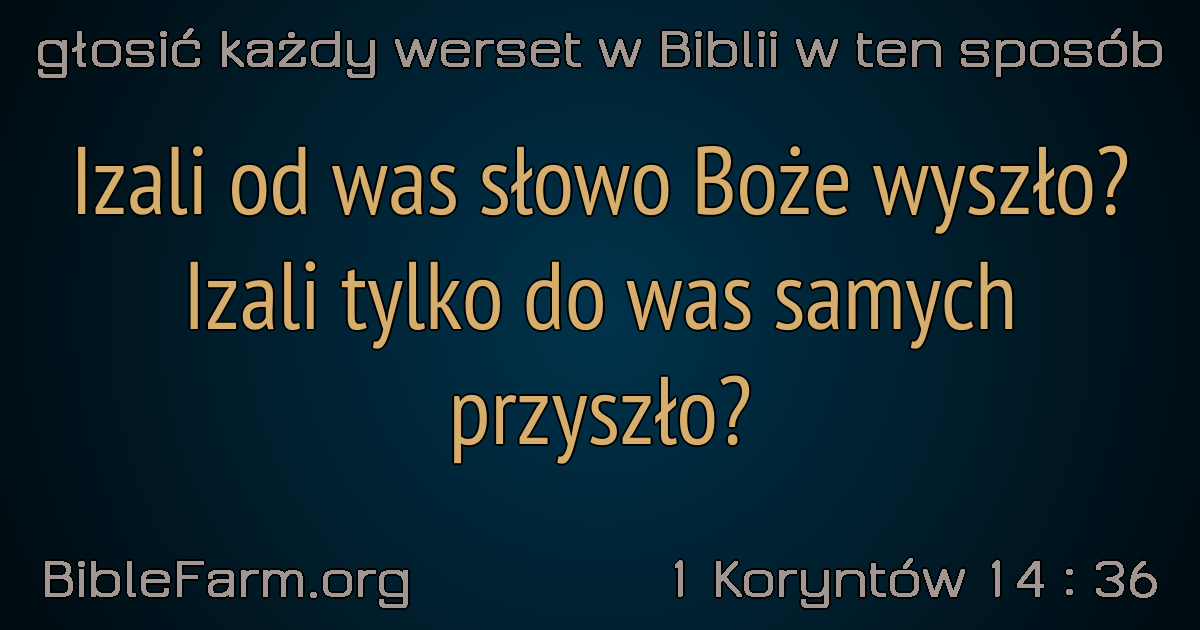 głosić każdy werset w Biblii w ten sposób
Izali od was słowo Boże wyszło?
Izali tylko do was samych
przyszło?
BibleFarm.org
1 Koryntów 14 : 36